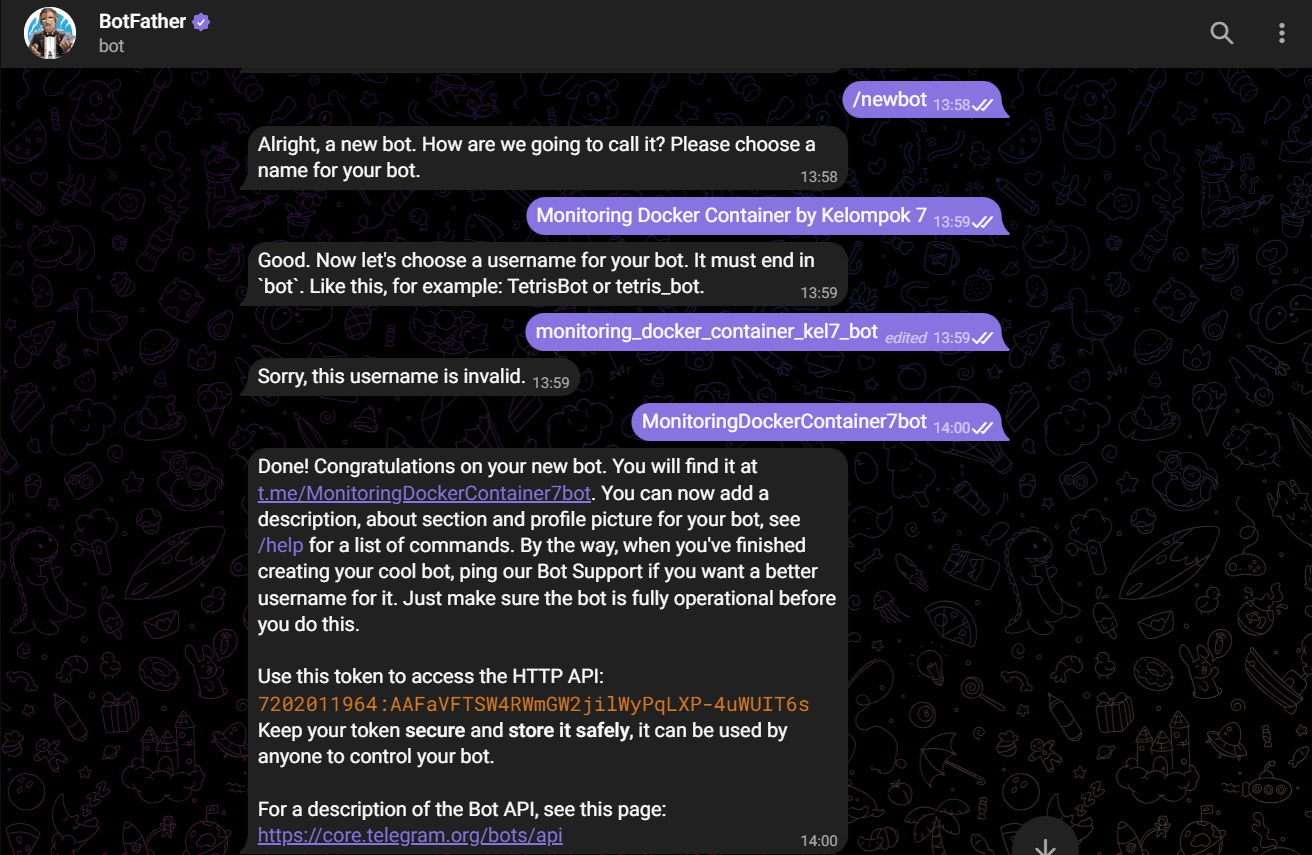 BotFather
bot
/newbot 13:58
Alright, a new bot. How are we going to call it? Please choose a
name for your bot. 13:58
Monitoring Docker Container by Kelompok 7 13:59
Good. Now let's choose a username for your bot. It must end in
`bot`. Like this, for example: TetrisBot or tetris_bot. 13:59
monitoring_docker_container_kel7_bot edited 13:59
Sorry, this username is invalid. 13:59
MonitoringDockerContainer7bot 14:00
Done! Congratulations on your new bot. You will find it at
t.me/MonitoringDockerContainer7bot. You can now add a
description, about section and profile picture for your bot, see
/help for a list of commands. By the way, when you've finished
creating your cool bot, ping our Bot Support if you want a better
username for it. Just make sure the bot is fully operational before
you do this.
Use this token to access the HTTP API:
7202011964:AAFaVFTSW4RWmGW2jilWyPqLXP-4uWUIT6s
Keep your token secure and store it safely, it can be used by
anyone to control your bot.
For a description of the Bot API, see this page:
https://core.telegram.org/bots/api 14:00